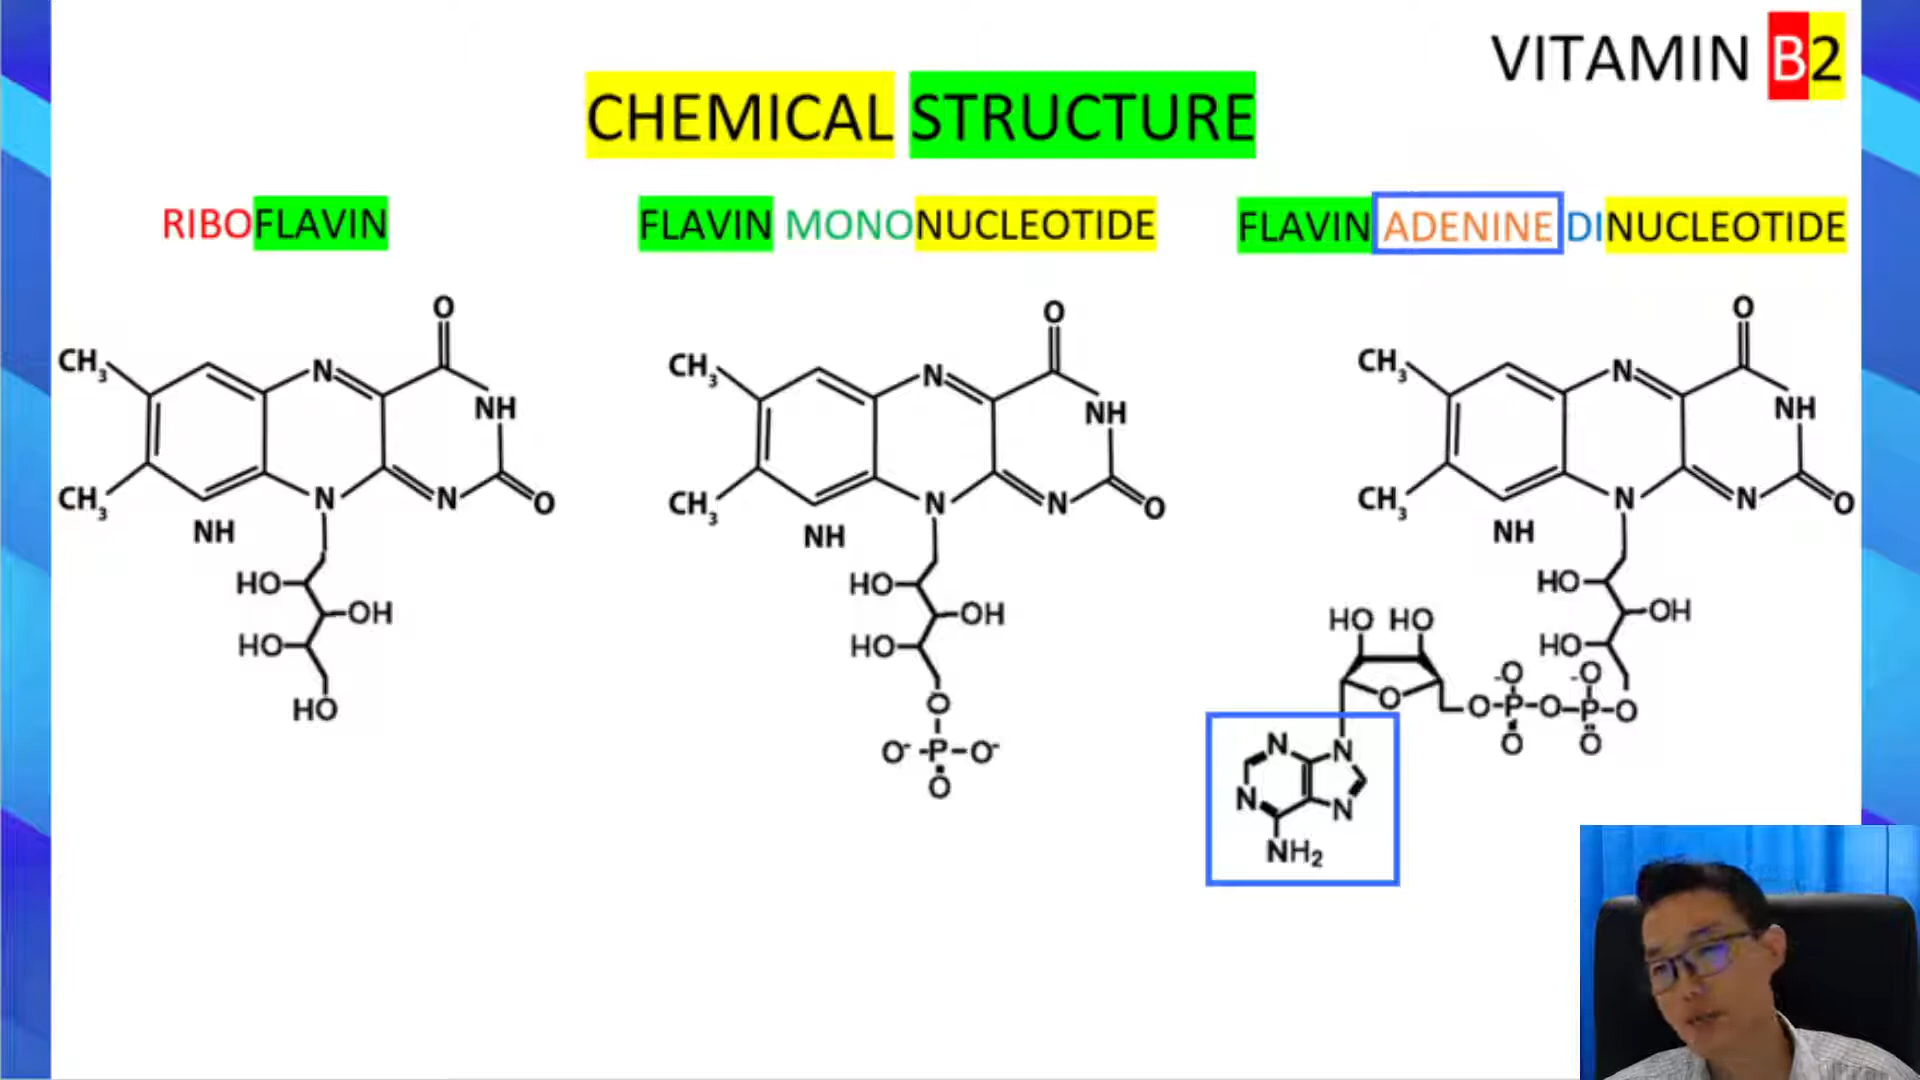 VITAMIN B2
CHEMICAL STRUCTURE
RIBOFLAVIN
FLAVIN MONONUCLEOTIDE
FLAVIN ADENINE DINUCLEOTIDE
O
CH₃
N
NH
CH₃
N
N
O
NH
HO
OH
HO
HO
O
CH₃
N
NH
CH₃
N
N
O
NH
HO
OH
HO
O
O⁻-P-O⁻
O
O
CH₃
N
NH
CH₃
N
N
O
NH
HO
OH
HO HO
HO
-O -O
O
O-P-O-P-O
O O
N N
N N
NH₂